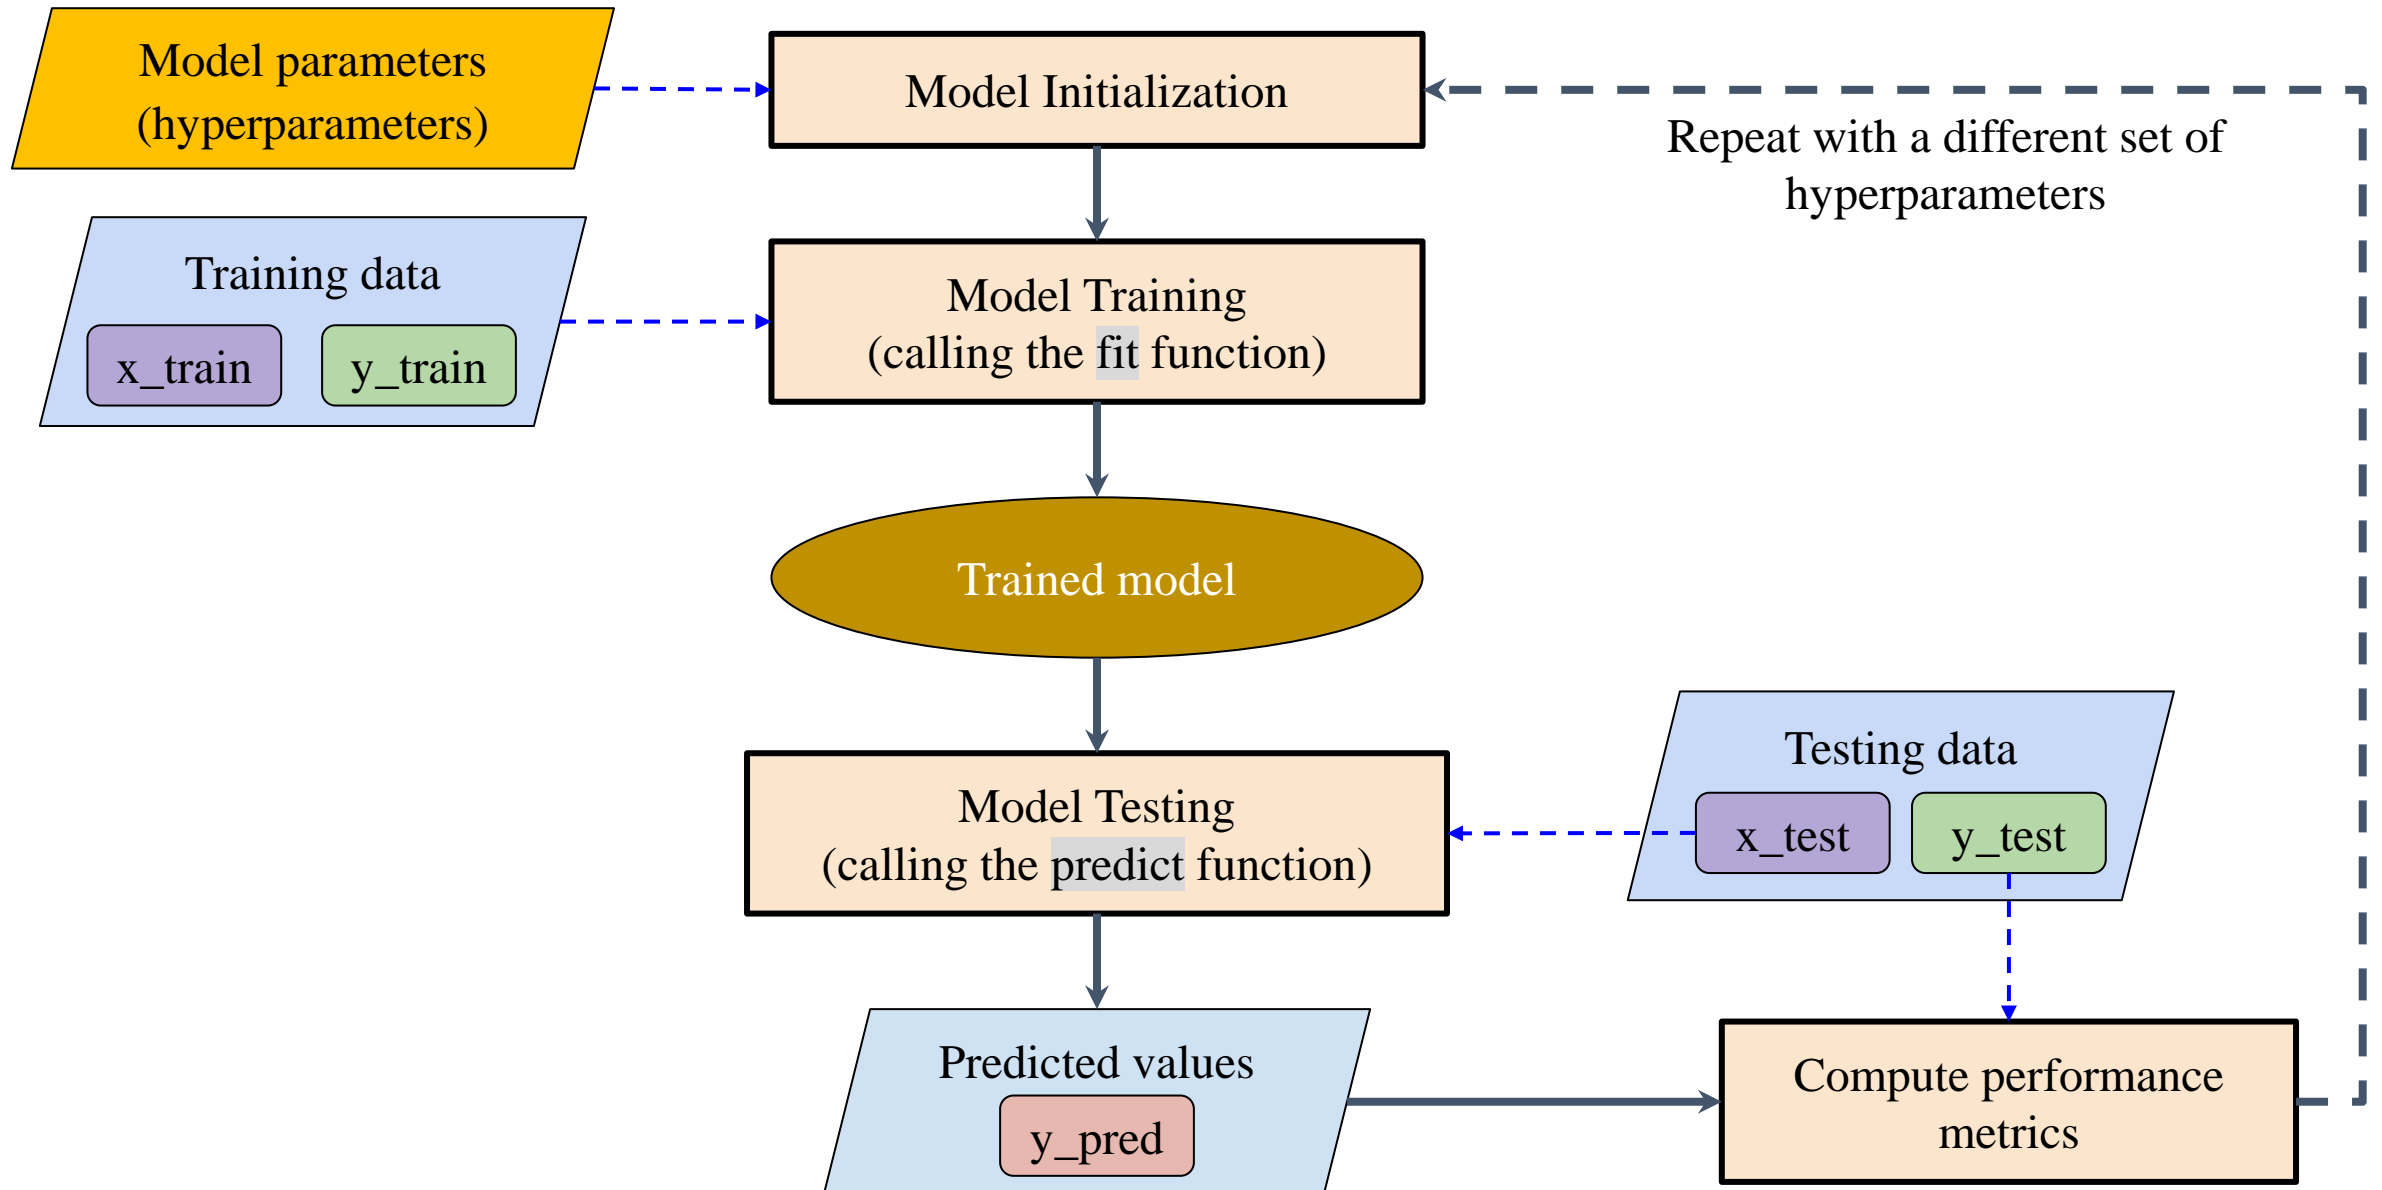 Model parameters
(hyperparameters)
Model Initialization
Repeat with a different set of
hyperparameters
Training data
x_train
y_train
Model Training
(calling the fit function)
Trained model
Model Testing
(calling the predict function)
Testing data
x_test
y_test
Predicted values
y_pred
Compute performance
metrics